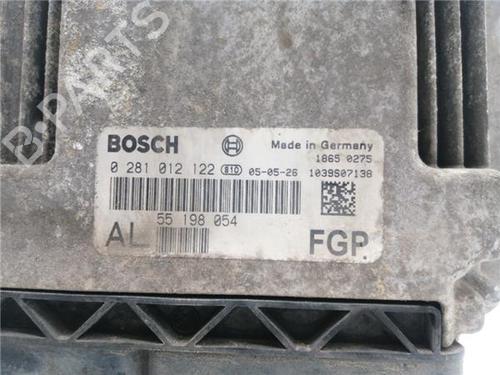 B-PARTS
BOSCH Made in Germany
1865 0275
0 281 012 122 B10 05-05-26 1039S07138
55 198 054
AL FGP.